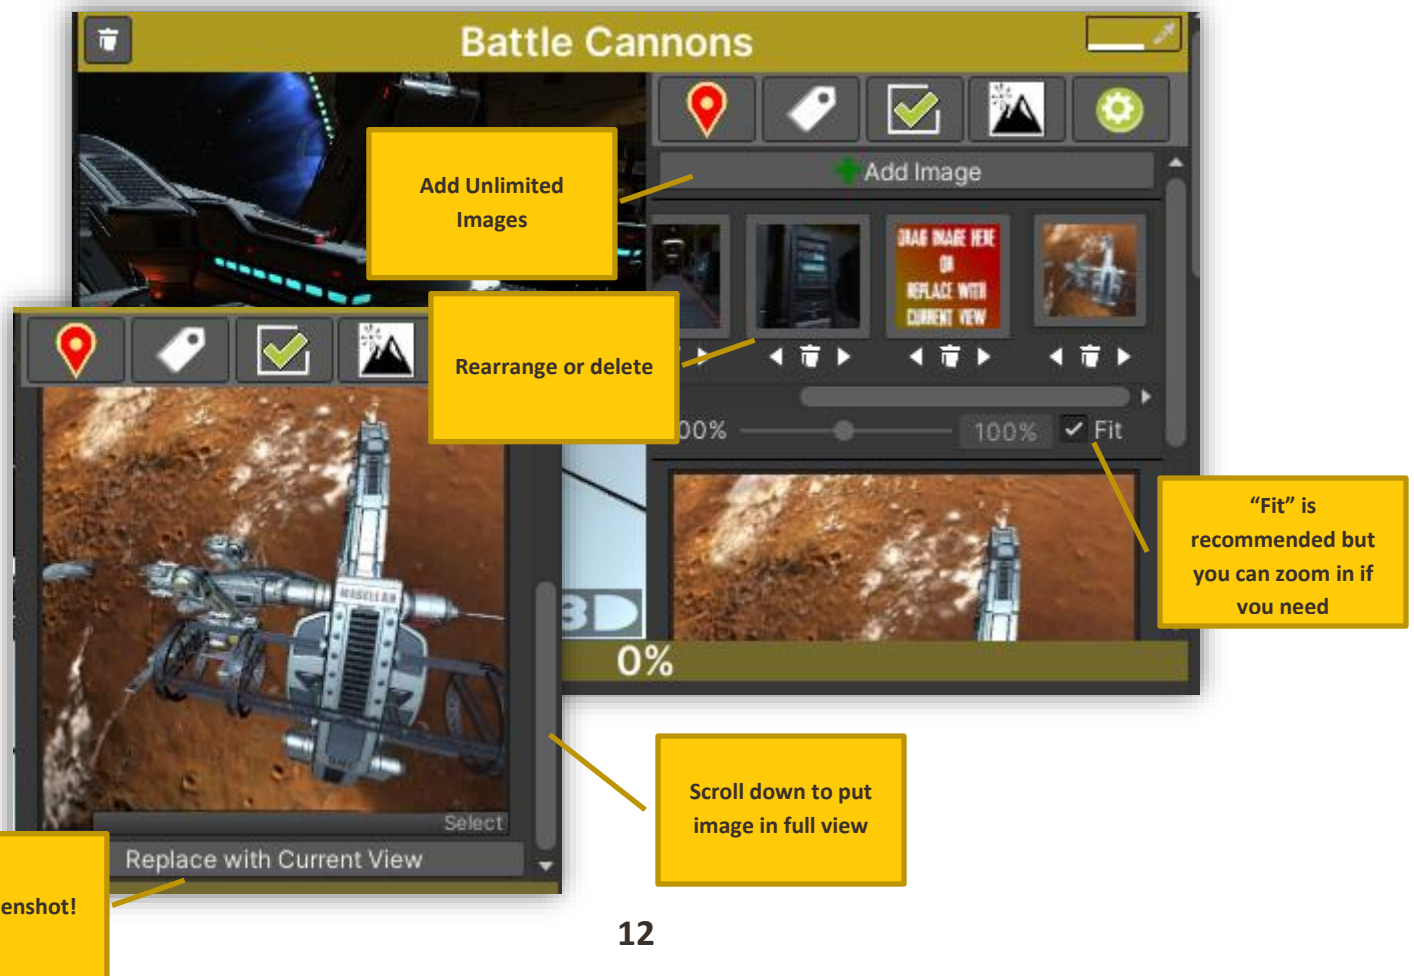 Battle Cannons
Add Image
Add Unlimited
Images
DRAG IMAGE HERE
OR
REPLACE WITH
CURRENT VIEW
Rearrange or delete
00%
100%
Fit
“Fit” is
recommended but
you can zoom in if
you need
MAGELLAN
3D
0%
Select
Replace with Current View
Scroll down to put
image in full view
enshot!
12